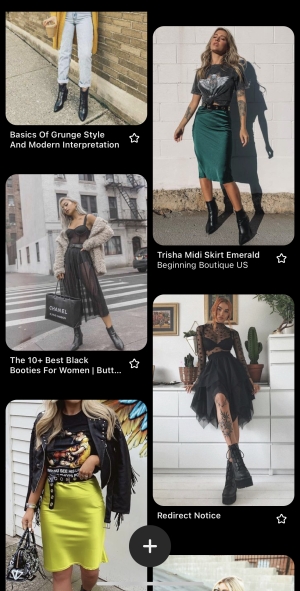 Basics Of Grunge Style
And Modern Interpretation
Trisha Midi Skirt Emerald
Beginning Boutique US
CHANEL
The 10+ Best Black
Booties For Women | Butt...
Redirect Notice